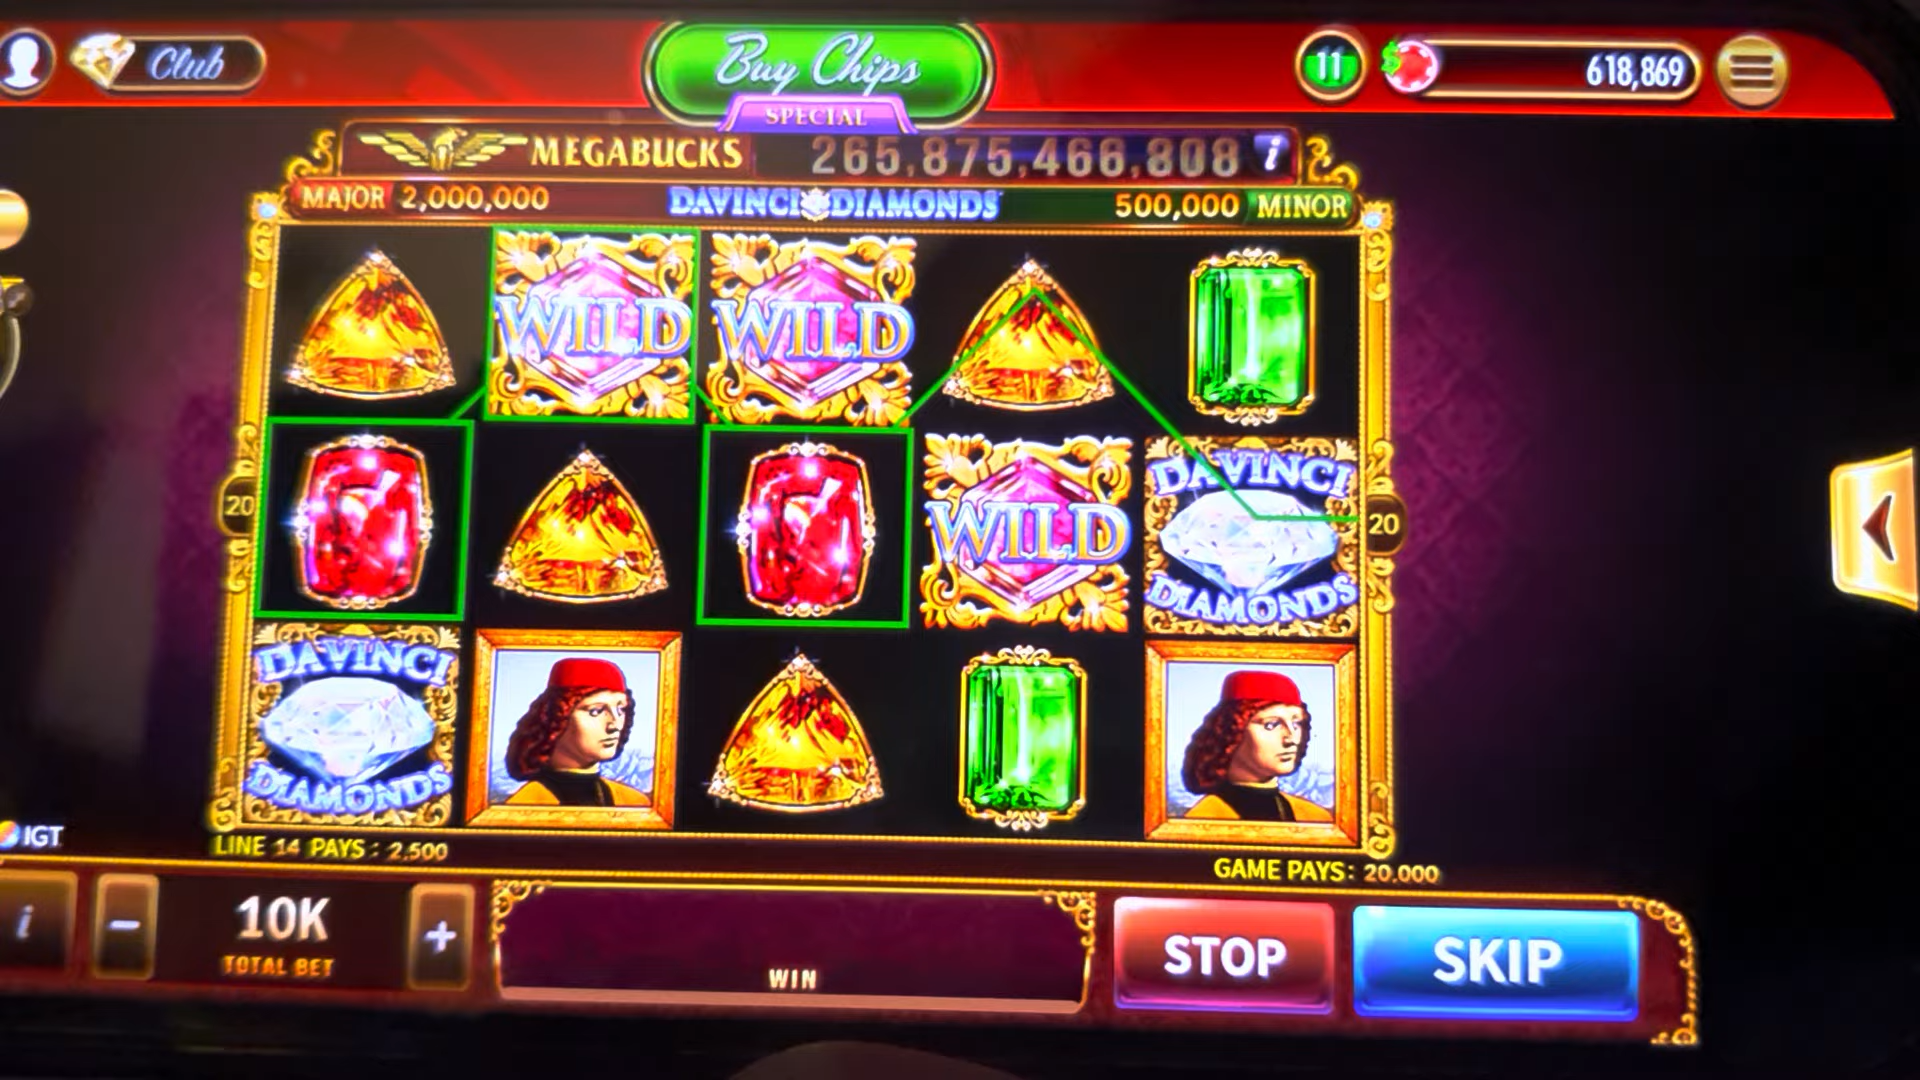 Club
Buy Chips
SPECIAL
11
618,869
MEGABUCKS 265,875,466,808 i
MAJOR 2,000,000
DAVINCI DIAMONDS
500,000 MINOR
WILD
WILD
20
WILD
DAVINCI
DIAMONDS
20
DAVINCI
DIAMONDS
IGT
LINE 14 PAYS: 2,500
GAME PAYS: 20,000
i
-
10K
TOTAL BET
+
WIN
STOP
SKIP